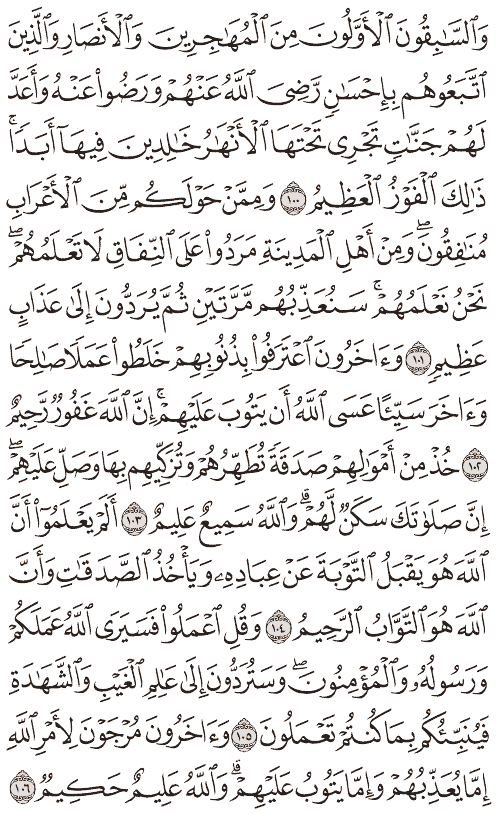 وَٱلسَّـٰبِقُونَ ٱلْأَوَّلُونَ مِنَ ٱلْمُهَـٰجِرِينَ وَٱلْأَنصَارِ وَٱلَّذِينَ
ٱتَّبَعُوهُم بِإِحْسَـٰنٍ رَّضِىَ ٱللَّهُ عَنْهُمْ وَرَضُوا۟ عَنْهُ وَأَعَدَّ
لَهُمْ جَنَّـٰتٍ تَجْرِى تَحْتَهَا ٱلْأَنْهَـٰرُ خَـٰلِدِينَ فِيهَآ أَبَدًا ۚ
ذَٰلِكَ ٱلْفَوْزُ ٱلْعَظِيمُ ١٠٠ وَمِمَّنْ حَوْلَكُم مِّنَ ٱلْأَعْرَابِ
مُنَـٰفِقُونَ ۖ وَمِنْ أَهْلِ ٱلْمَدِينَةِ مَرَدُوا۟ عَلَى ٱلنِّفَاقِ لَا تَعْلَمُهُمْ ۖ
نَحْنُ نَعْلَمُهُمْ ۚ سَنُعَذِّبُهُم مَّرَّتَيْنِ ثُمَّ يُرَدُّونَ إِلَىٰ عَذَابٍ
عَظِيمٍ ١٠١ وَءَاخَرُونَ ٱعْتَرَفُوا۟ بِذُنُوبِهِمْ خَلَطُوا۟ عَمَلًا صَـٰلِحًا
وَءَاخَرَ سَيِّئًا عَسَى ٱللَّهُ أَن يَتُوبَ عَلَيْهِمْ ۚ إِنَّ ٱللَّهَ غَفُورٌ رَّحِيمٌ
١٠٢ خُذْ مِنْ أَمْوَٰلِهِمْ صَدَقَةً تُطَهِّرُهُمْ وَتُزَكِّيهِم بِهَا وَصَلِّ عَلَيْهِمْ ۖ
إِنَّ صَلَوٰتَكَ سَكَنٌ لَّهُمْ ۗ وَٱللَّهُ سَمِيعٌ عَلِيمٌ ١٠٣ أَلَمْ يَعْلَمُوٓا۟ أَنَّ
ٱللَّهَ هُوَ يَقْبَلُ ٱلتَّوْبَةَ عَنْ عِبَادِهِۦ وَيَأْخُذُ ٱلصَّدَقَـٰتِ وَأَنَّ
ٱللَّهَ هُوَ ٱلتَّوَّابُ ٱلرَّحِيمُ ١٠٤ وَقُلِ ٱعْمَلُوا۟ فَسَيَرَى ٱللَّهُ عَمَلَكُمْ
وَرَسُولُهُۥ وَٱلْمُؤْمِنُونَ ۖ وَسَتُرَدُّونَ إِلَىٰ عَـٰلِمِ ٱلْغَيْبِ وَٱلشَّهَـٰدَةِ
فَيُنَبِّئُكُم بِمَا كُنتُمْ تَعْمَلُونَ ١٠٥ وَءَاخَرُونَ مُرْجَوْنَ لِأَمْرِ ٱللَّهِ
إِمَّا يُعَذِّبُهُمْ وَإِمَّا يَتُوبُ عَلَيْهِمْ ۗ وَٱللَّهُ عَلِيمٌ حَكِيمٌ ١٠٦